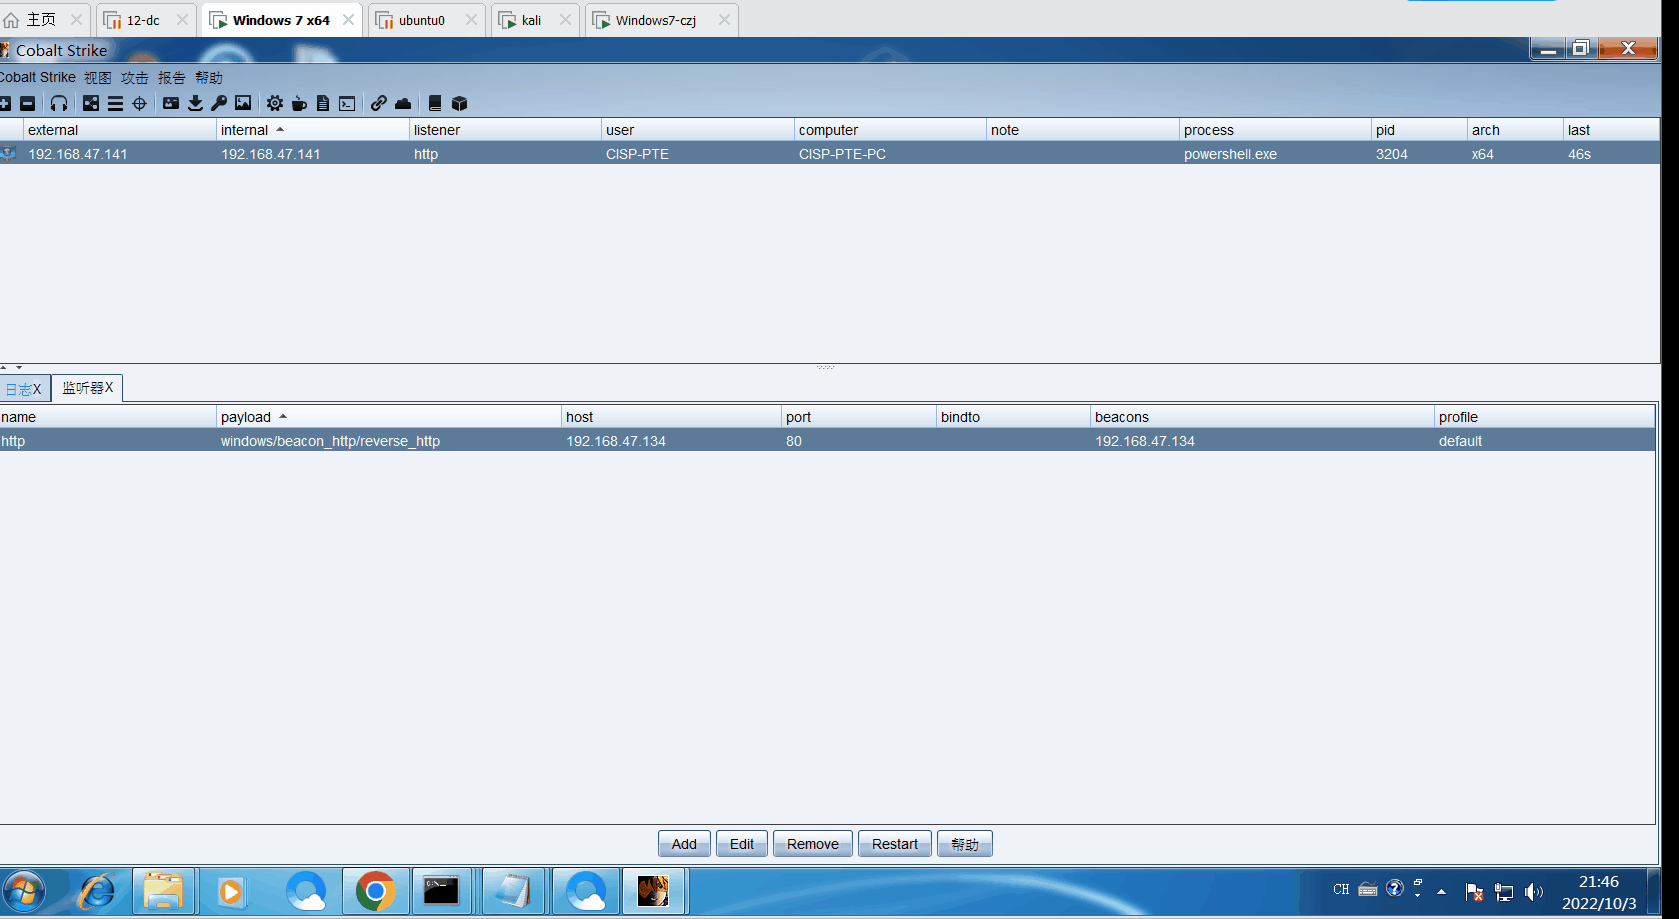 主页 12-dc Windows 7 x64 ubuntu0 kali Windows7-czj
Cobalt Strike
Cobalt Strike 视图 攻击 报告 帮助
external internal listener user computer note process pid arch last
192.168.47.141 192.168.47.141 http CISP-PTE CISP-PTE-PC powershell.exe 3204 x64 46s
日志X 监听器X
name payload host port bindto beacons profile
http windows/beacon_http/reverse_http 192.168.47.134 80 192.168.47.134 default
Add Edit Remove Restart 帮助
CH 21:46
2022/10/3